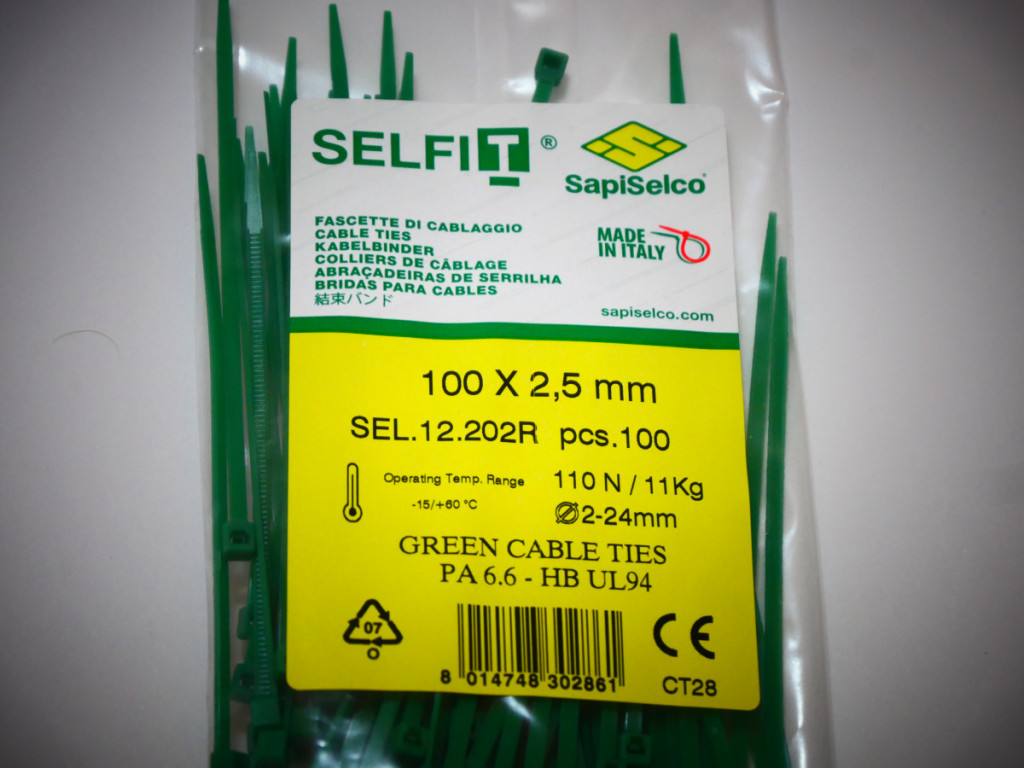 SELFIT®
SapiSelco®
FASCETTE DI CABLAGGIO
CABLE TIES
KABELBINDER
COLLIERS DE CÂBLAGE
ABRAÇADEIRAS DE SERRILHA
BRIDAS PARA CABLES
結束バンド
MADE
IN ITALY
sapiselco.com
100 X 2,5 mm
SEL.12.202R pcs.100
Operating Temp. Range
-15/+60 °C
110 N / 11Kg
Ø2-24mm
GREEN CABLE TIES
PA 6.6 - HB UL94
07
O
8 014748 302861
CE
CT28